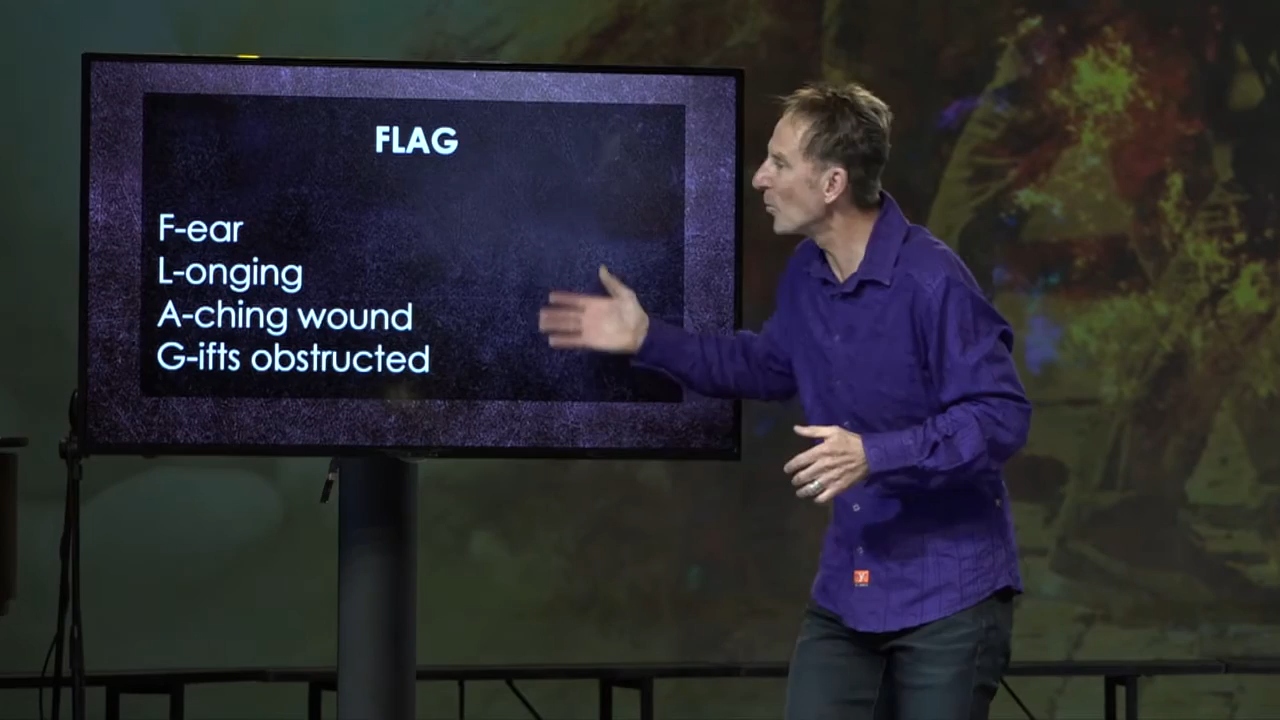 FLAG
F-ear
L-onging
A-ching wound
G-ifts obstructed